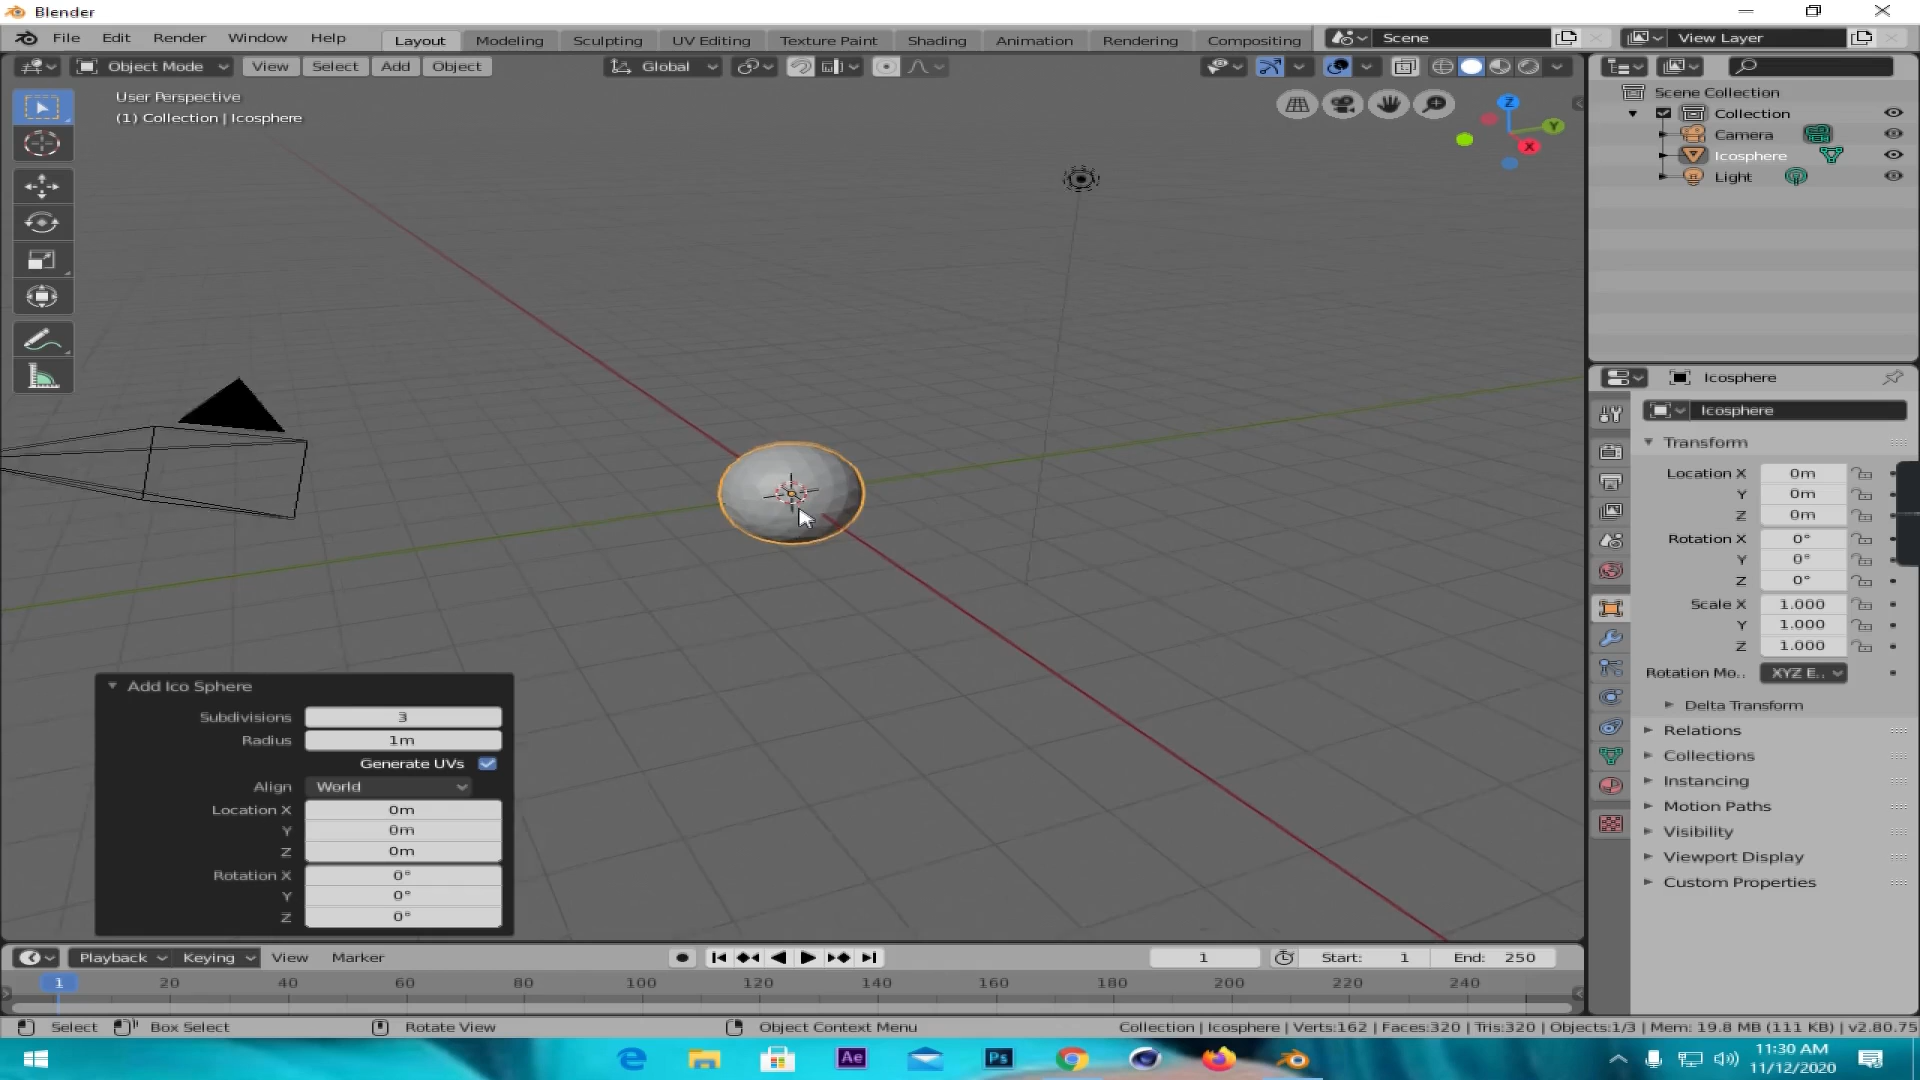 Blender
File Edit Render Window Help Layout Modeling Sculpting UV Editing Texture Paint Shading Animation Rendering Compositing Scene View Layer
Object Mode View Select Add Object Global
User Perspective
(1) Collection | Icosphere
Z
Y
X
Scene Collection
Collection
Camera
Icosphere
Light
Icosphere
Icosphere
Transform
Location X 0m
Y 0m
Z 0m
Rotation X 0°
Y 0°
Z 0°
Scale X 1.000
Y 1.000
Z 1.000
Rotation Mo.. XYZ E..
Delta Transform
Relations
Collections
Instancing
Motion Paths
Visibility
Viewport Display
Custom Properties
Add Ico Sphere
Subdivisions 3
Radius 1m
Generate UVs
Align World
Location X 0m
Y 0m
Z 0m
Rotation X 0°
Y 0°
Z 0°
Playback Keying View Marker 1 Start: 1 End: 250
1 20 40 60 80 100 120 140 160 180 200 220 240
Select Box Select Rotate View Object Context Menu Collection | Icosphere | Verts:162 | Faces:320 | Tris:320 | Objects:1/3 | Mem: 19.8 MB (111 KB) | v2.80.75
Ae Ps
11:30 AM
11/12/2020